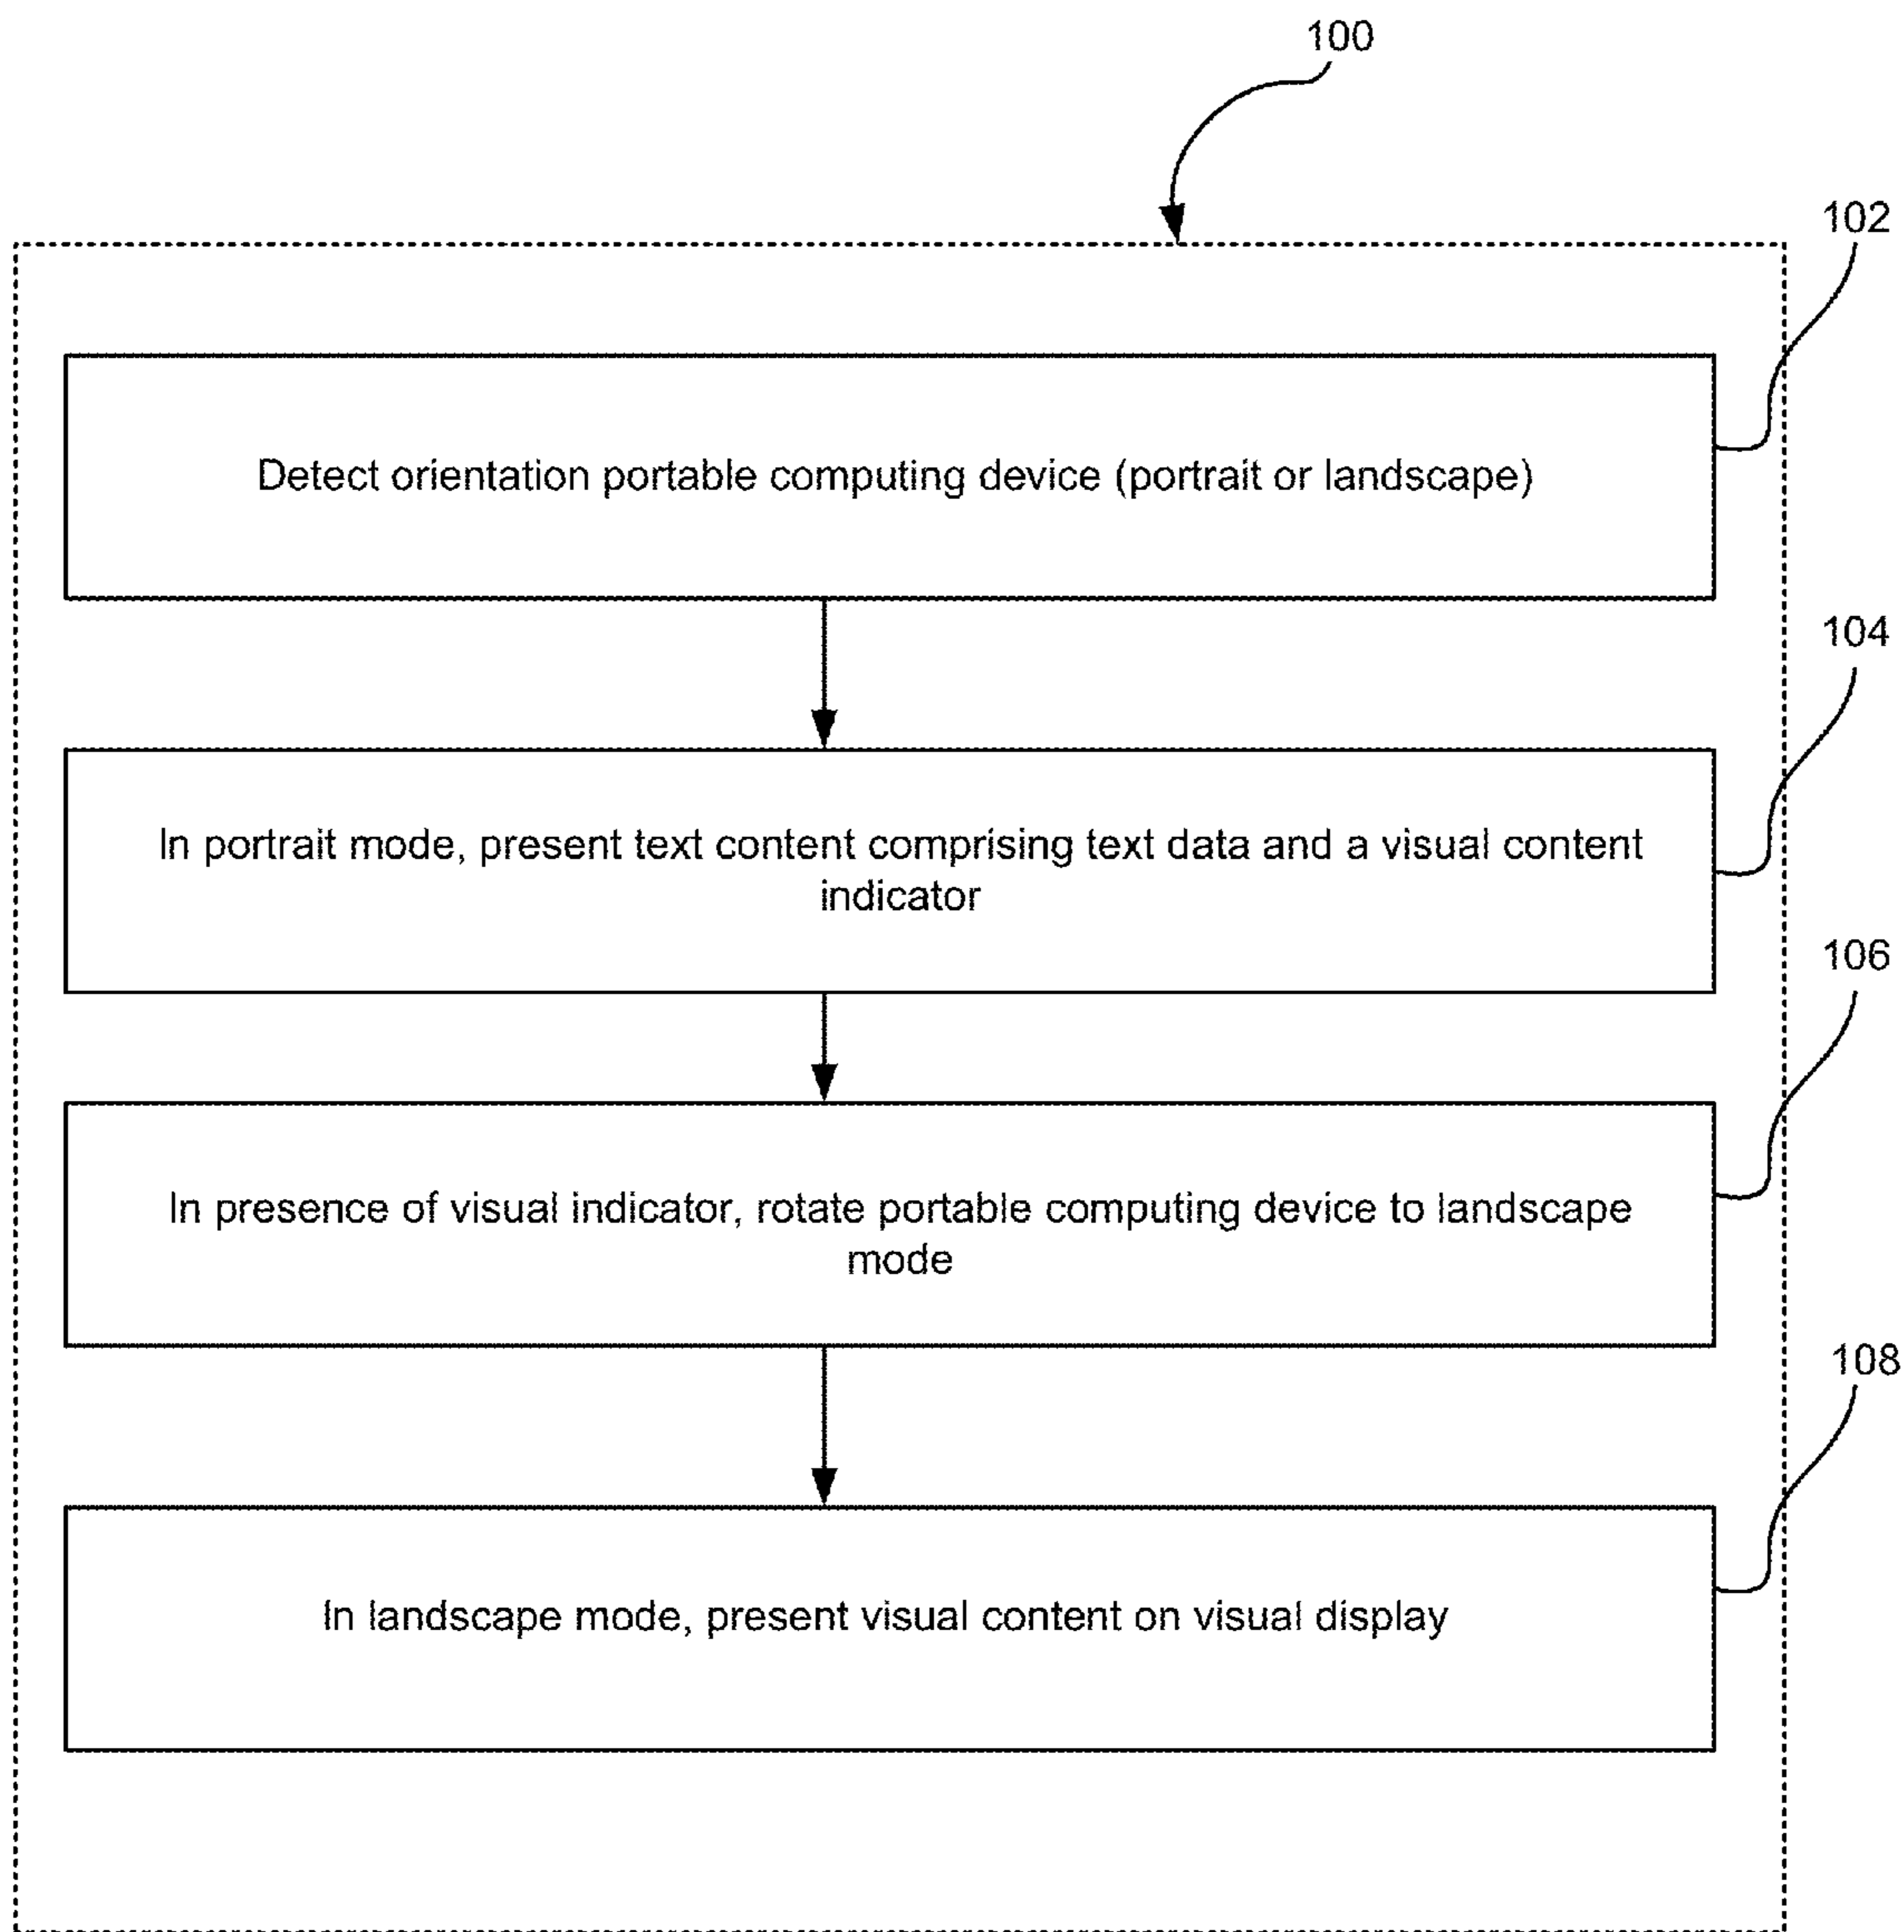 100
102
Detect orientation portable computing device (portrait or landscape)
104
In portrait mode, present text content comprising text data and a visual content
indicator
106
In presence of visual indicator, rotate portable computing device to landscape
mode
108
In landscape mode, present visual content on visual display